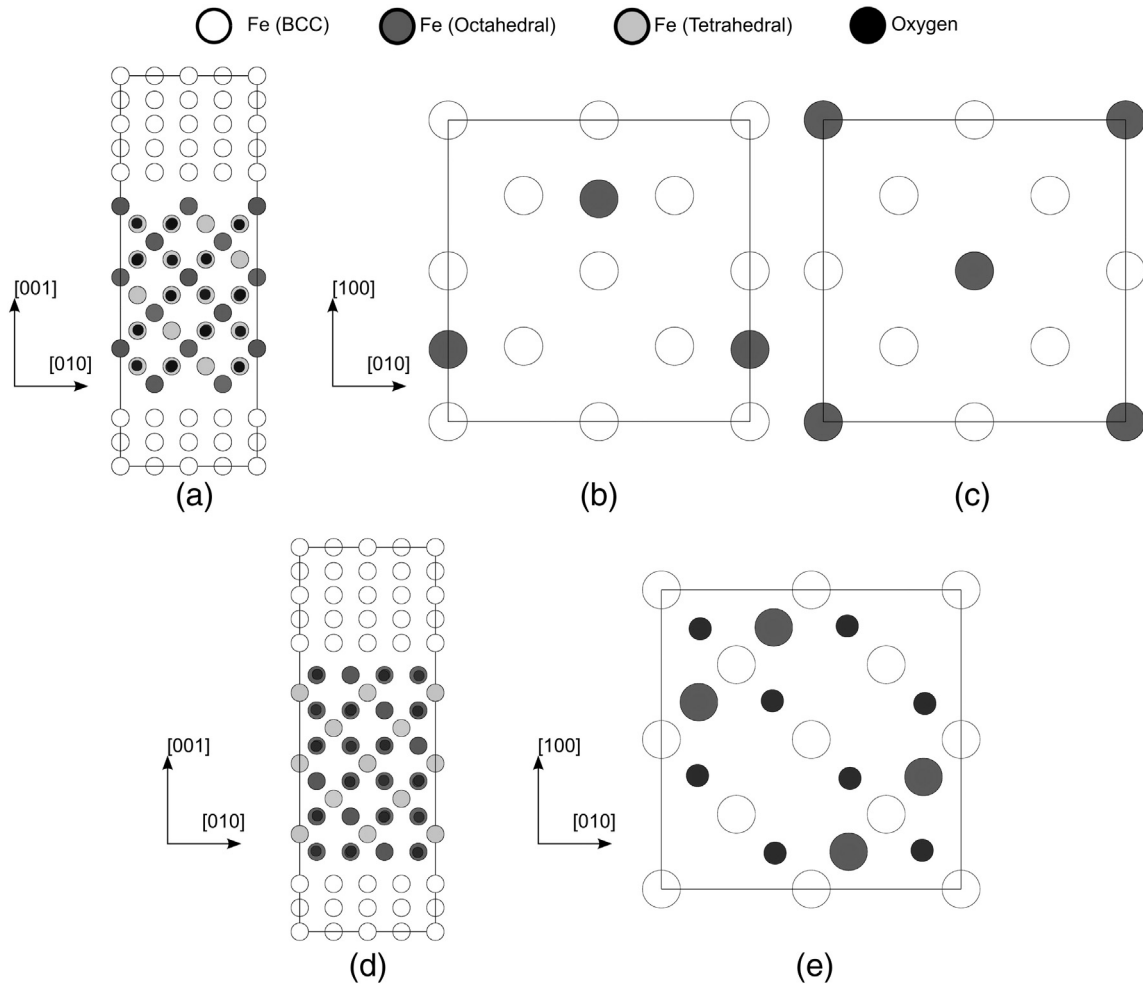 Fe (BCC) Fe (Octahedral) Fe (Tetrahedral) Oxygen
[001]
[010]
(a)
[100]
[010]
(b)
(c)
[001]
[010]
(d)
[100]
[010]
(e)